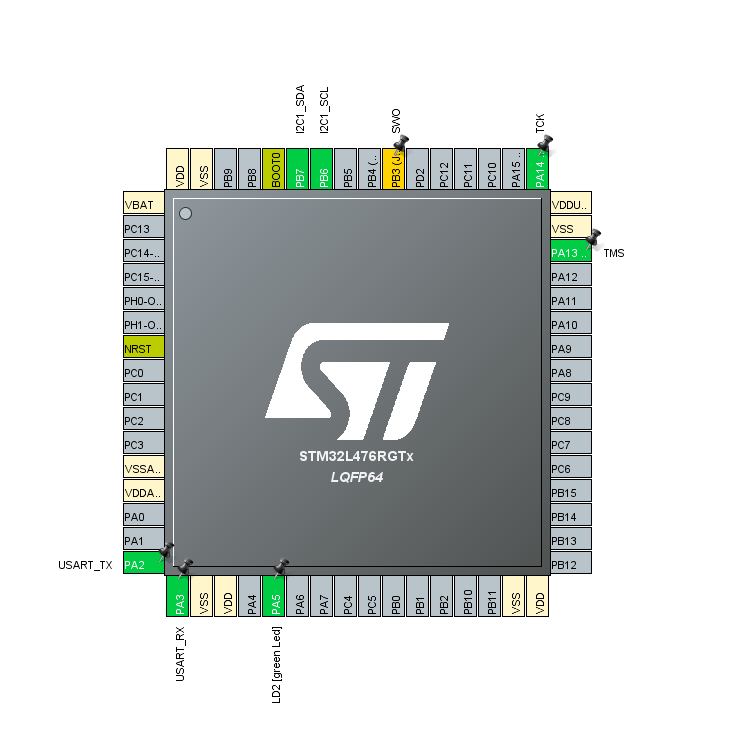 I2C1_SDA
I2C1_SCL
SWO
TCK
VDD
VSS
PB9
PB8
BOOT0
PB7
PB6
PB5
PB4 (..
PB3 (J..
PD2
PC12
PC11
PC10
PA15 ..
PA14 ..
VBAT
PC13
PC14-..
PC15-..
PH0-O..
PH1-O..
NRST
PC0
PC1
PC2
PC3
VSSA..
VDDA..
PA0
PA1
USART_TX PA2
VDDU..
VSS
PA13 .. TMS
PA12
PA11
PA10
PA9
PA8
PC9
PC8
PC7
PC6
PB15
PB14
PB13
PB12
ST
STM32L476RGTx
LQFP64
PA3
VSS
VDD
PA4
PA5
PA6
PA7
PC4
PC5
PB0
PB1
PB2
PB10
PB11
VSS
VDD
USART_RX
LD2 [green Led]